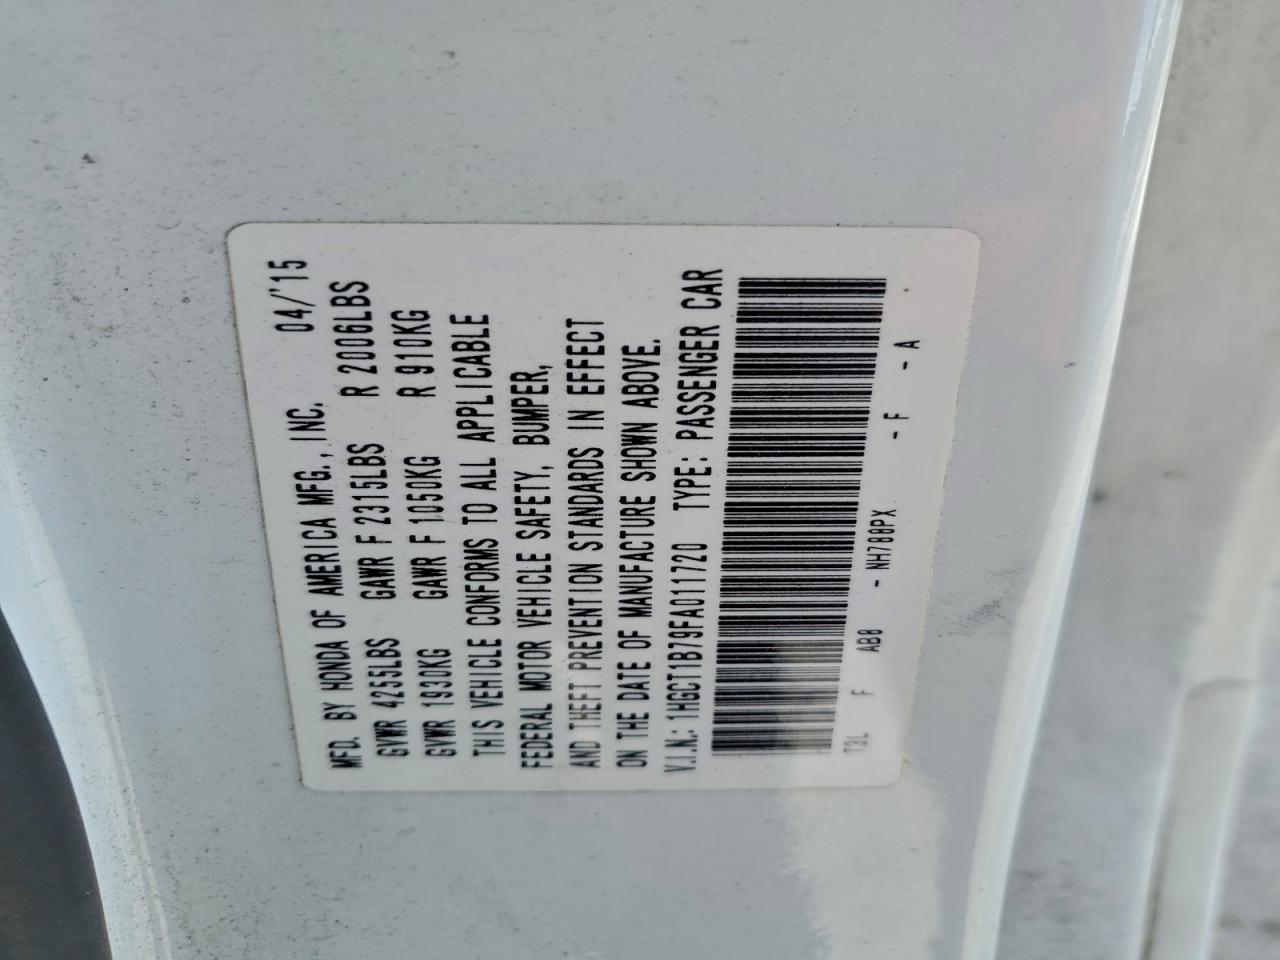 MFD. BY HONDA OF AMERICA MFG., INC. 04/'15
GVWR 4255LBS GAWR F 2315LBS R 2006LBS
GVWR 1930KG GAWR F 1050KG R 910KG
THIS VEHICLE CONFORMS TO ALL APPLICABLE
FEDERAL MOTOR VEHICLE SAFETY, BUMPER,
AND THEFT PREVENTION STANDARDS IN EFFECT
ON THE DATE OF MANUFACTURE SHOWN ABOVE.
V.I.N.: 1HGCT1B79FA011720 TYPE: PASSENGER CAR
T3L F AB8 - NH788PX - F - A -